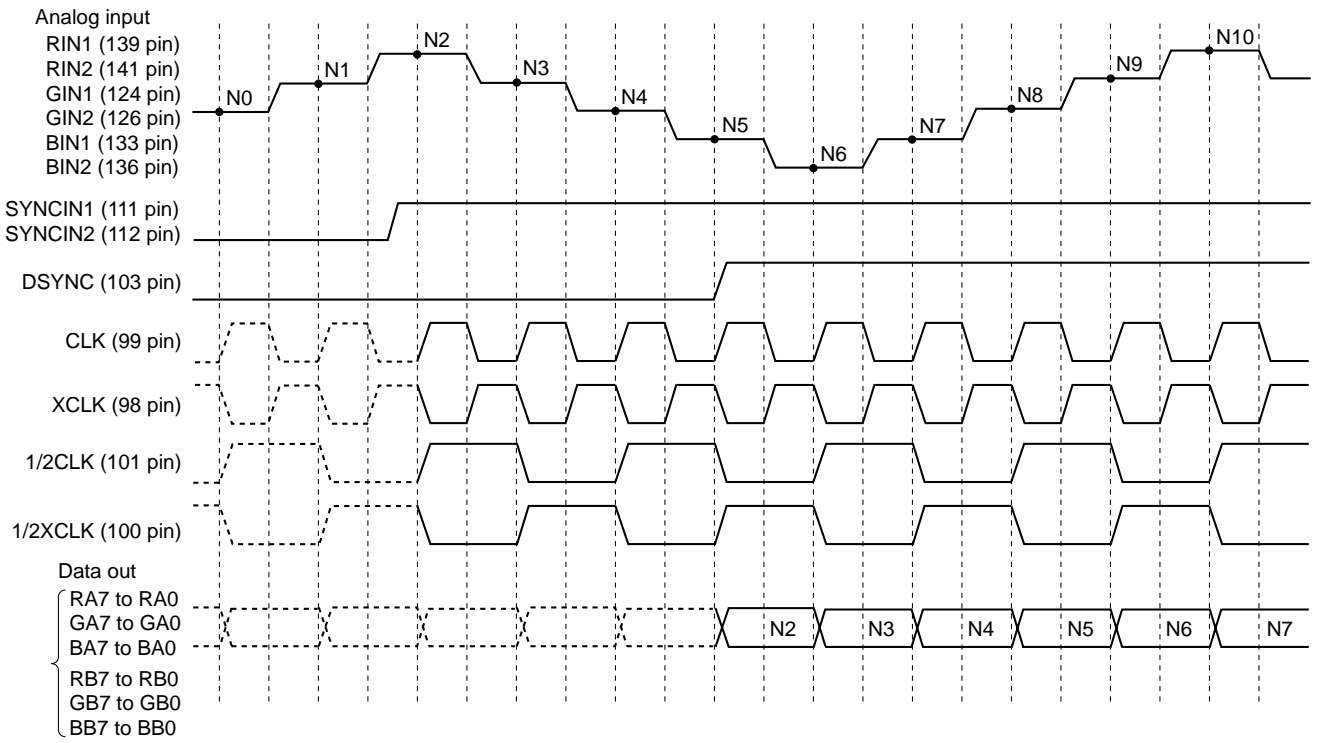 Analog input
RIN1 (139 pin)
RIN2 (141 pin)
GIN1 (124 pin)
GIN2 (126 pin)
BIN1 (133 pin)
BIN2 (136 pin)
N0
N1
N2
N3
N4
N5
N6
N7
N8
N9
N10
SYNCIN1 (111 pin)
SYNCIN2 (112 pin)
DSYNC (103 pin)
CLK (99 pin)
XCLK (98 pin)
1/2CLK (101 pin)
1/2XCLK (100 pin)
Data out
RA7 to RA0
GA7 to GA0
BA7 to BA0
RB7 to RB0
GB7 to GB0
BB7 to BB0
N2 N3 N4 N5 N6 N7